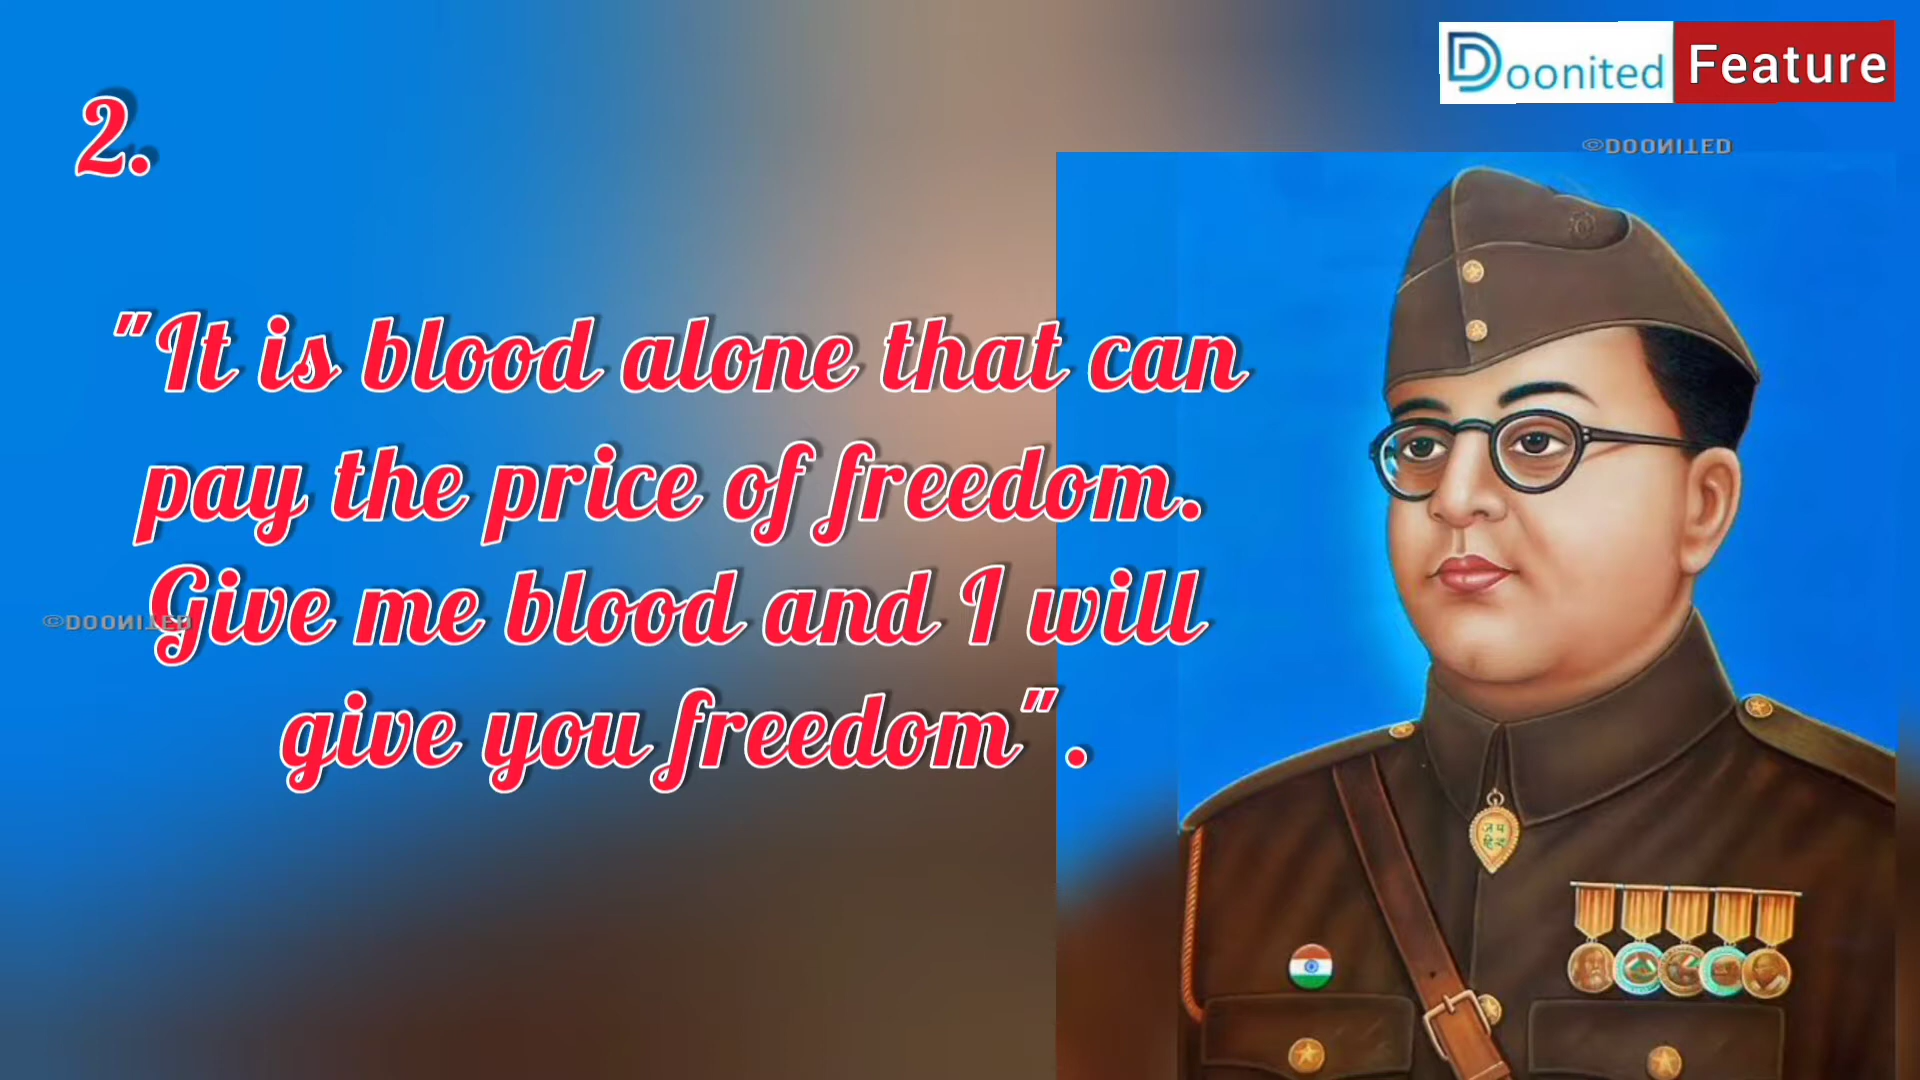 Doonited Feature
2.
©DOONITED
"It is blood alone that can
pay the price of freedom.
Give me blood and I will
©DOONITED
give you freedom".
जय
हिन्द